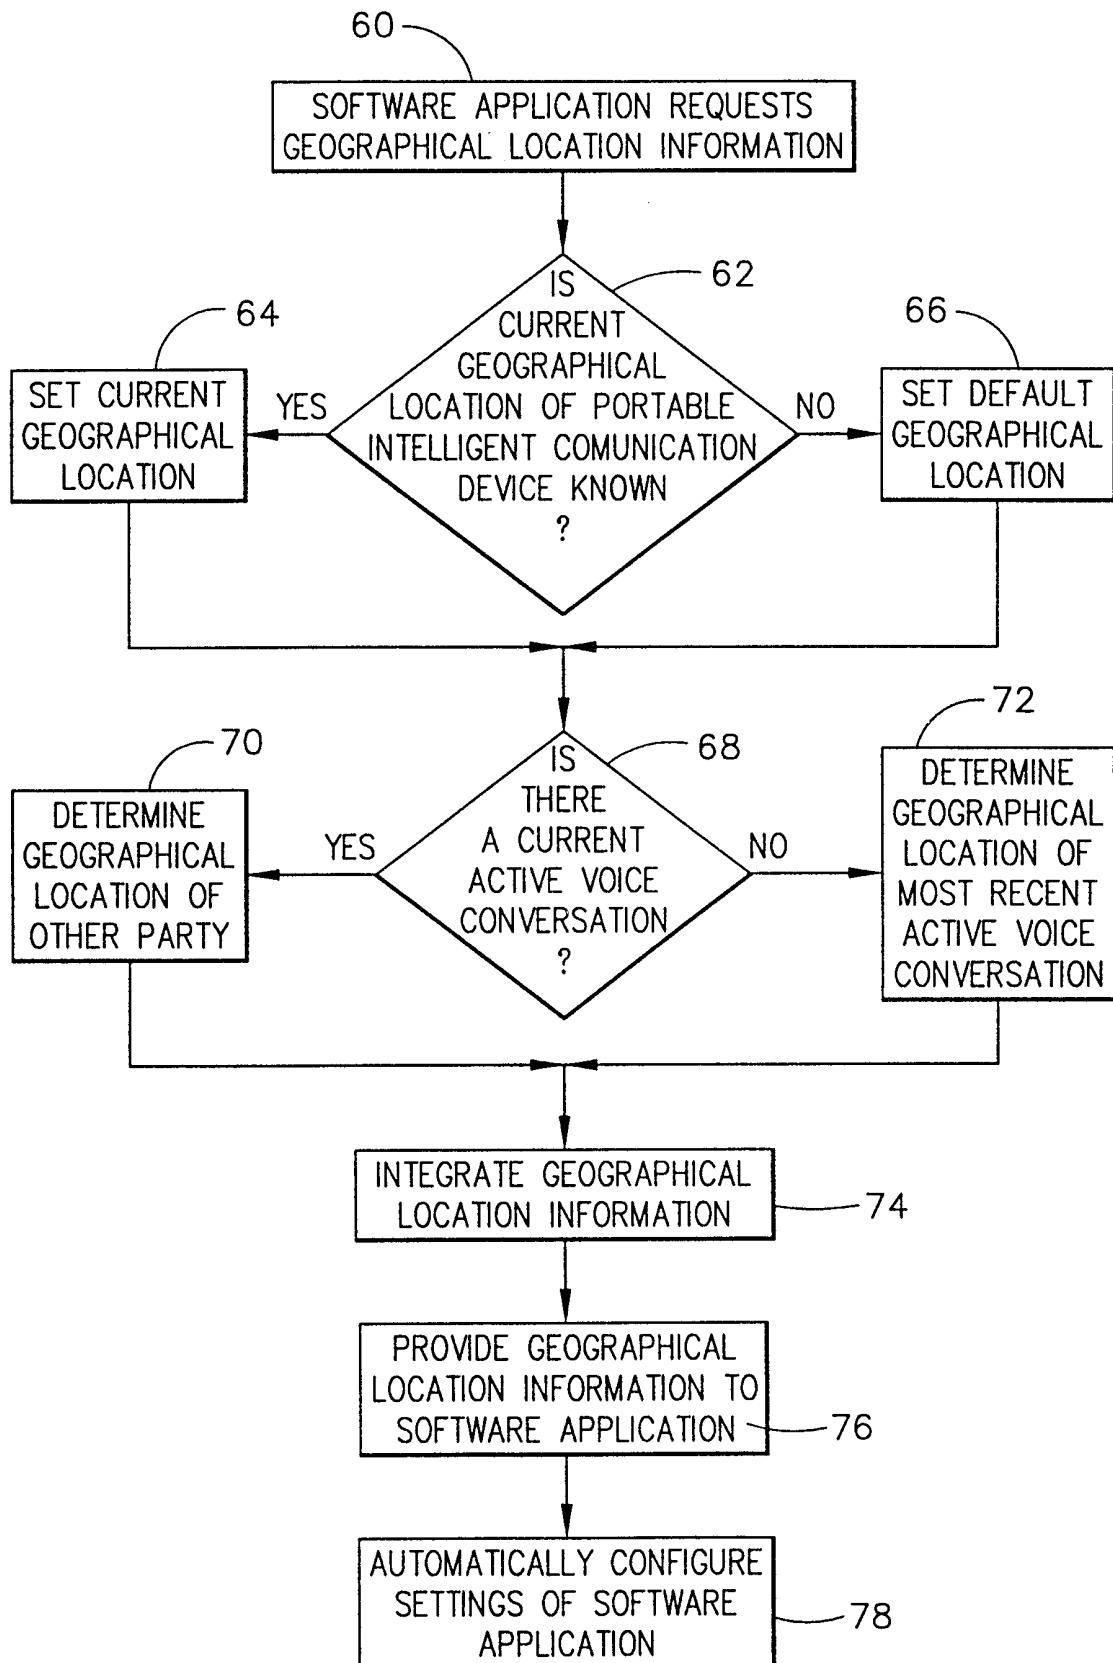 60
SOFTWARE APPLICATION REQUESTS
GEOGRAPHICAL LOCATION INFORMATION
62
IS
CURRENT
GEOGRAPHICAL
LOCATION OF PORTABLE
INTELLIGENT COMUNICATION
DEVICE KNOWN
?
64
YES
SET CURRENT
GEOGRAPHICAL
LOCATION
66
NO
SET DEFAULT
GEOGRAPHICAL
LOCATION
68
IS
THERE
A CURRENT
ACTIVE VOICE
CONVERSATION
?
70
YES
DETERMINE
GEOGRAPHICAL
LOCATION OF
OTHER PARTY
72
NO
DETERMINE
GEOGRAPHICAL
LOCATION OF
MOST RECENT
ACTIVE VOICE
CONVERSATION
INTEGRATE GEOGRAPHICAL
LOCATION INFORMATION
74
PROVIDE GEOGRAPHICAL
LOCATION INFORMATION TO
SOFTWARE APPLICATION
76
AUTOMATICALLY CONFIGURE
SETTINGS OF SOFTWARE
APPLICATION
78